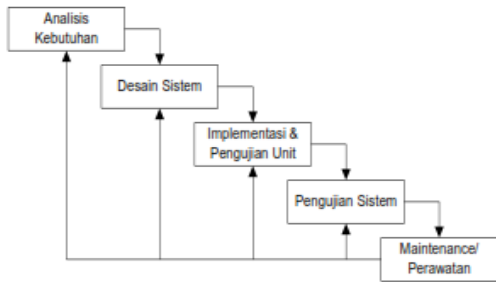 Analisis
Kebutuhan
Desain Sistem
Implementasi &
Pengujian Unit
Pengujian Sistem
Maintenance/
Perawatan